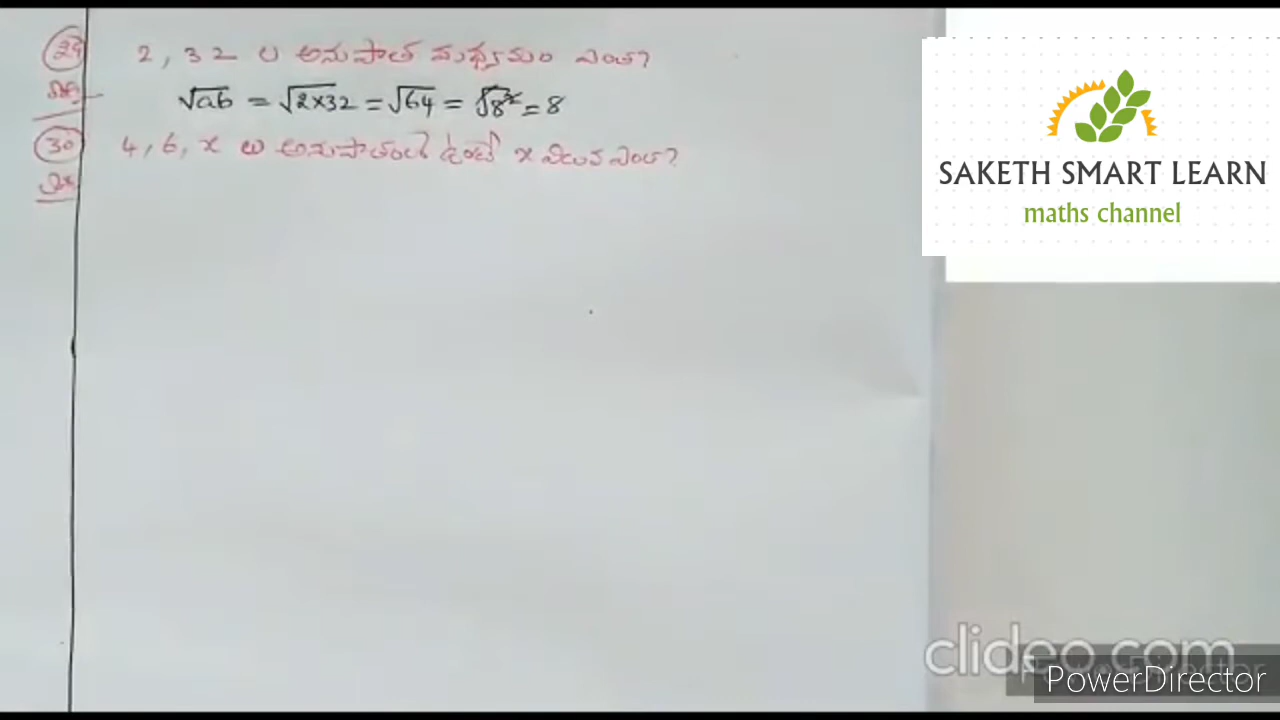 29 2, 32 ల అనుపాత మధ్యమం ఎంత?
√ab = √2×32 = √64 = √8² = 8
30 4, 6, x లు అనుపాతంలో ఉంటే x విలువ ఎంత?
SAKETH SMART LEARN
maths channel
clideo.com
PowerDirector